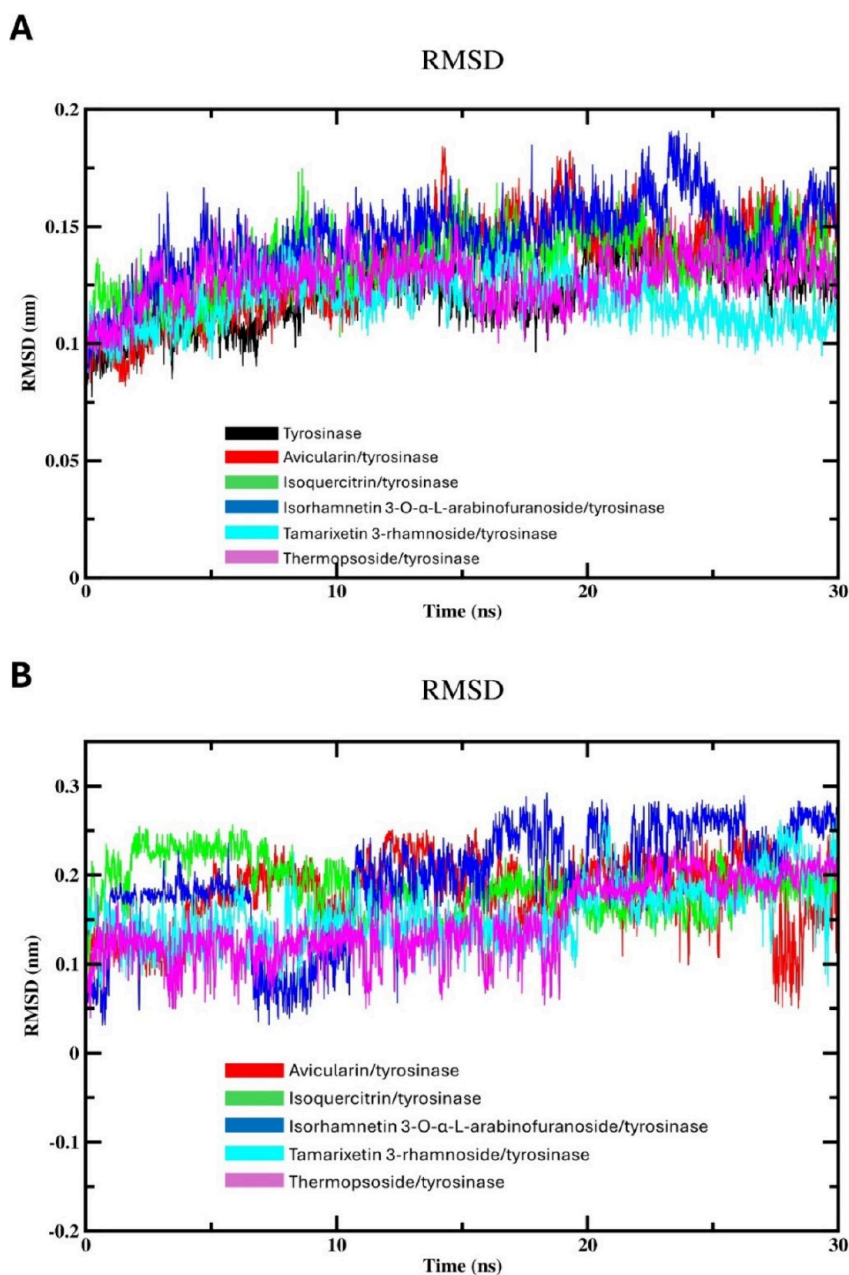 A
RMSD
0.2
0.15
0.1
0.05
0
RMSD (nm)
Tyrosinase
Avicularin/tyrosinase
Isoquercitrin/tyrosinase
Isorhamnetin 3-O-α-L-arabinofuranoside/tyrosinase
Tamarixetin 3-rhamnoside/tyrosinase
Thermopsoside/tyrosinase
0 10 20 30
Time (ns)
B
RMSD
0.3
0.2
0.1
0
-0.1
-0.2
RMSD (nm)
Avicularin/tyrosinase
Isoquercitrin/tyrosinase
Isorhamnetin 3-O-α-L-arabinofuranoside/tyrosinase
Tamarixetin 3-rhamnoside/tyrosinase
Thermopsoside/tyrosinase
0 10 20 30
Time (ns)